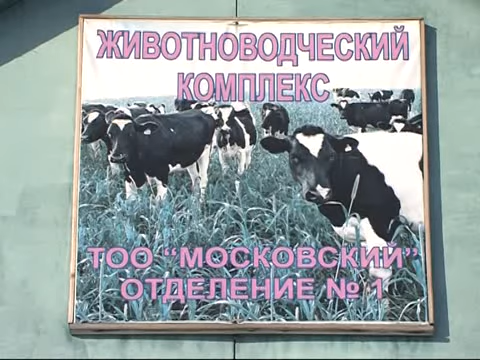 ЖИВОТНОВОДЧЕСКИЙ
КОМПЛЕКС
ТОО "МОСКОВСКИЙ"
ОТДЕЛЕНИЕ № 1